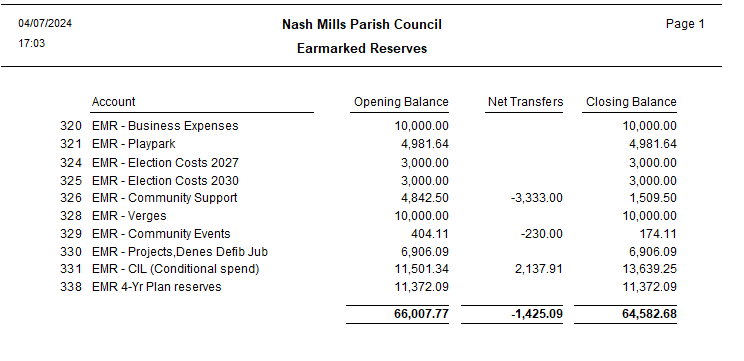 04/07/2024 Nash Mills Parish Council Page 1
17:03 Earmarked Reserves
Account Opening Balance Net Transfers Closing Balance
320 EMR - Business Expenses 10,000.00 10,000.00
321 EMR - Playpark 4,981.64 4,981.64
324 EMR - Election Costs 2027 3,000.00 3,000.00
325 EMR - Election Costs 2030 3,000.00 3,000.00
326 EMR - Community Support 4,842.50 -3,333.00 1,509.50
328 EMR - Verges 10,000.00 10,000.00
329 EMR - Community Events 404.11 -230.00 174.11
330 EMR - Projects,Denes Defib Jub 6,906.09 6,906.09
331 EMR - CIL (Conditional spend) 11,501.34 2,137.91 13,639.25
338 EMR 4-Yr Plan reserves 11,372.09 11,372.09
66,007.77 -1,425.09 64,582.68